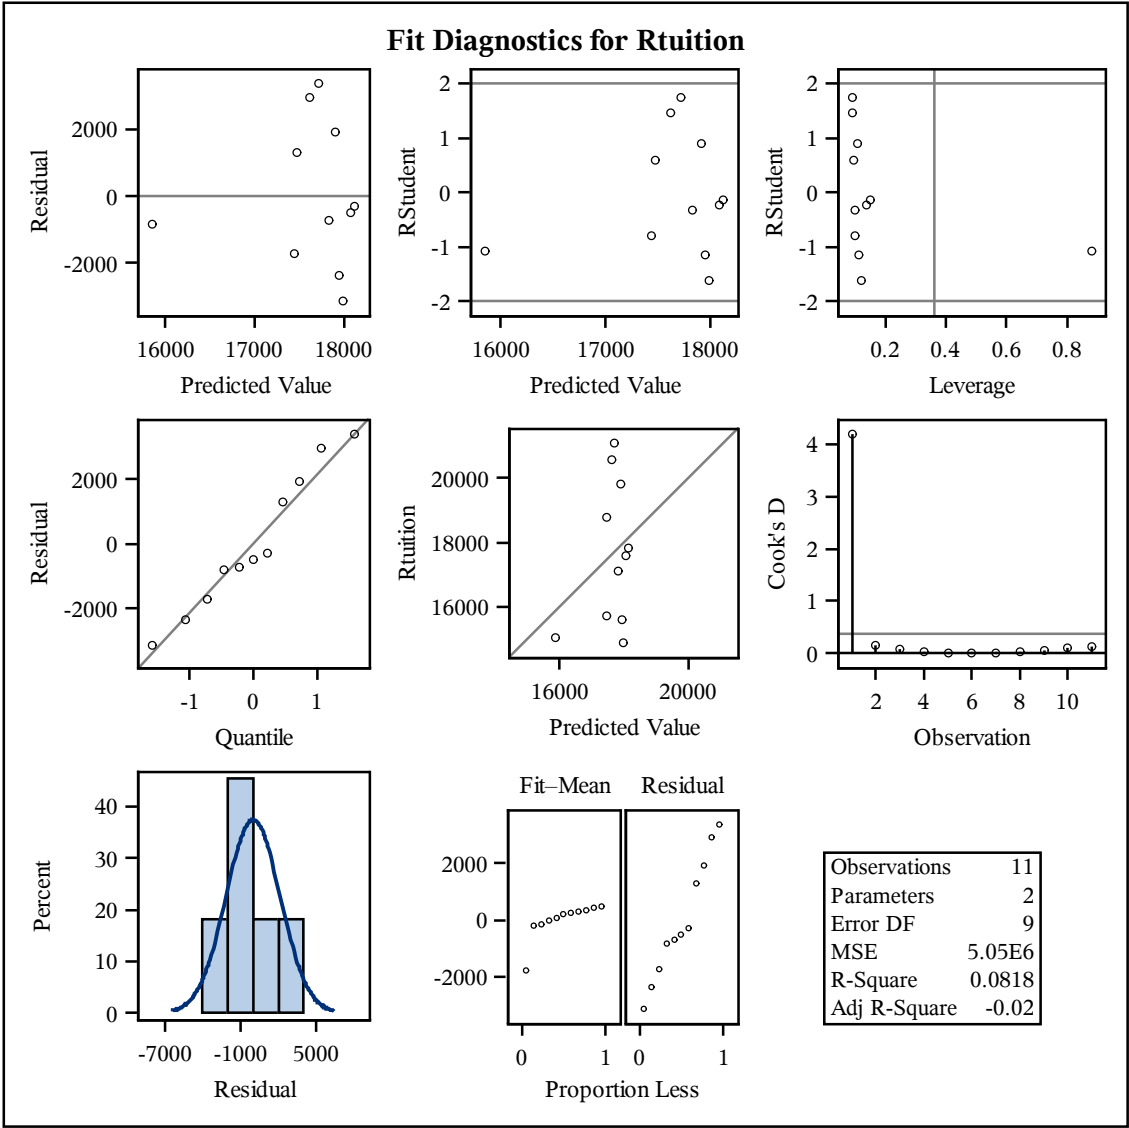 Fit Diagnostics for Rtuition
Residual
2000
0
-2000
16000 17000 18000
Predicted Value
RStudent
2
1
0
-1
-2
16000 17000 18000
Predicted Value
RStudent
2
1
0
-1
-2
0.2 0.4 0.6 0.8
Leverage
Residual
2000
0
-2000
-1 0 1
Quantile
Rtuition
20000
18000
16000
16000 20000
Predicted Value
Cook's D
4
3
2
1
0
2 4 6 8 10
Observation
Percent
40
30
20
10
0
-7000 -1000 5000
Residual
Fit–Mean Residual
2000
0
-2000
0 1 0 1
Proportion Less
Observations 11
Parameters 2
Error DF 9
MSE 5.05E6
R-Square 0.0818
Adj R-Square -0.02